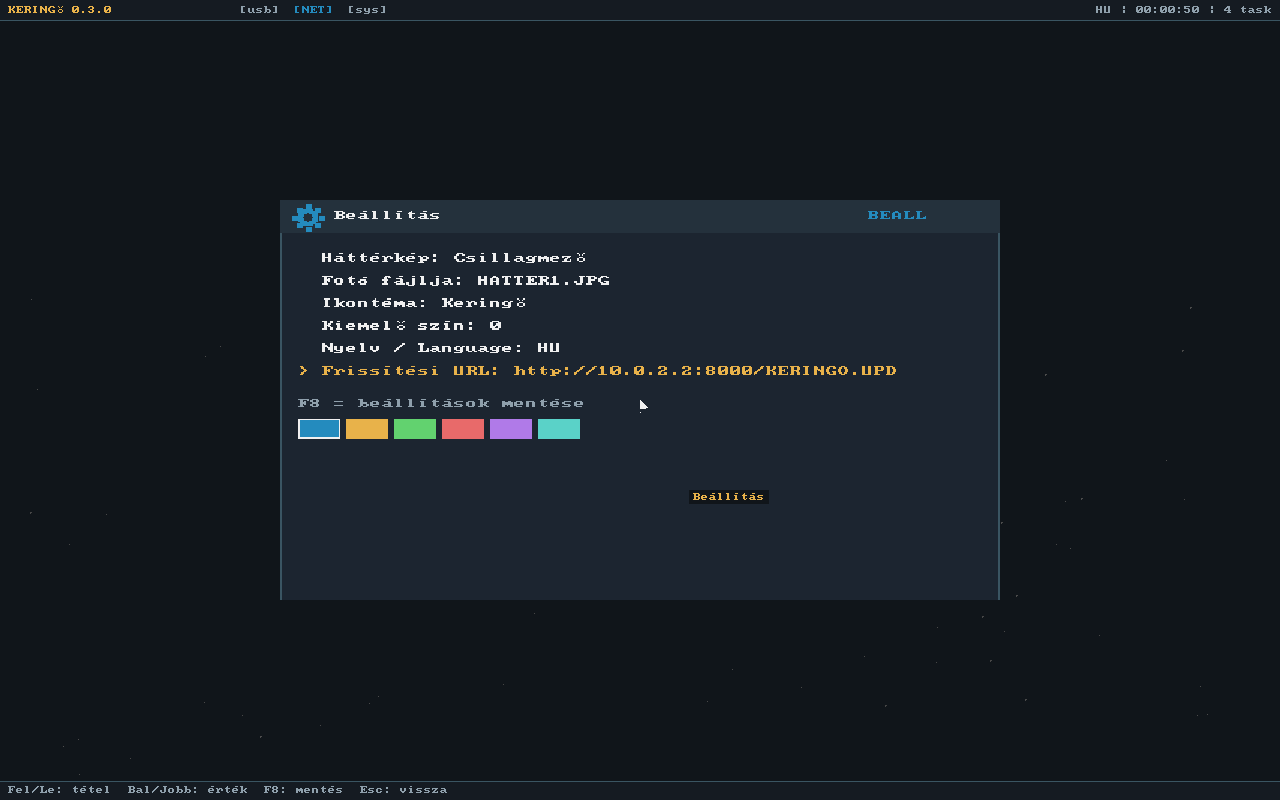 KERINGŐ 0.3.0 [usb] [NET] [sys] HU | 00:00:50 | 4 task
Beállítás BEALL
Háttérkép: Csillagmező
Fotó fájlja: HATTER1.JPG
Ikontéma: Keringő
Kiemelő szín: 0
Nyelv / Language: HU
> Frissítési URL: http://10.0.2.2:8000/KERINGO.UPD
F8 = beállítások mentése
Beállítás
Fel/Le: tétel Bal/Jobb: érték F8: mentés Esc: vissza